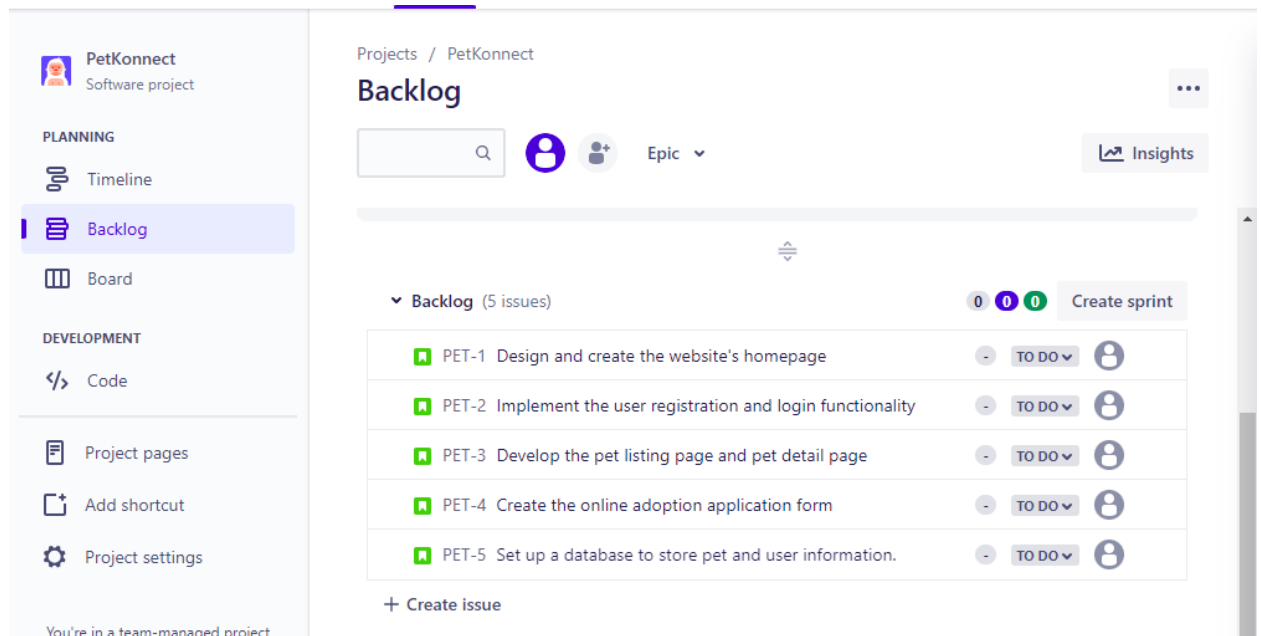 PetKonnect
Software project
PLANNING
Timeline
Backlog
Board
DEVELOPMENT
Code
Project pages
Add shortcut
Project settings
You're in a team-managed project
Projects / PetKonnect
Backlog
Epic
Insights
Backlog (5 issues) 0 0 0 Create sprint
PET-1 Design and create the website's homepage - TO DO
PET-2 Implement the user registration and login functionality - TO DO
PET-3 Develop the pet listing page and pet detail page - TO DO
PET-4 Create the online adoption application form - TO DO
PET-5 Set up a database to store pet and user information. - TO DO
+ Create issue